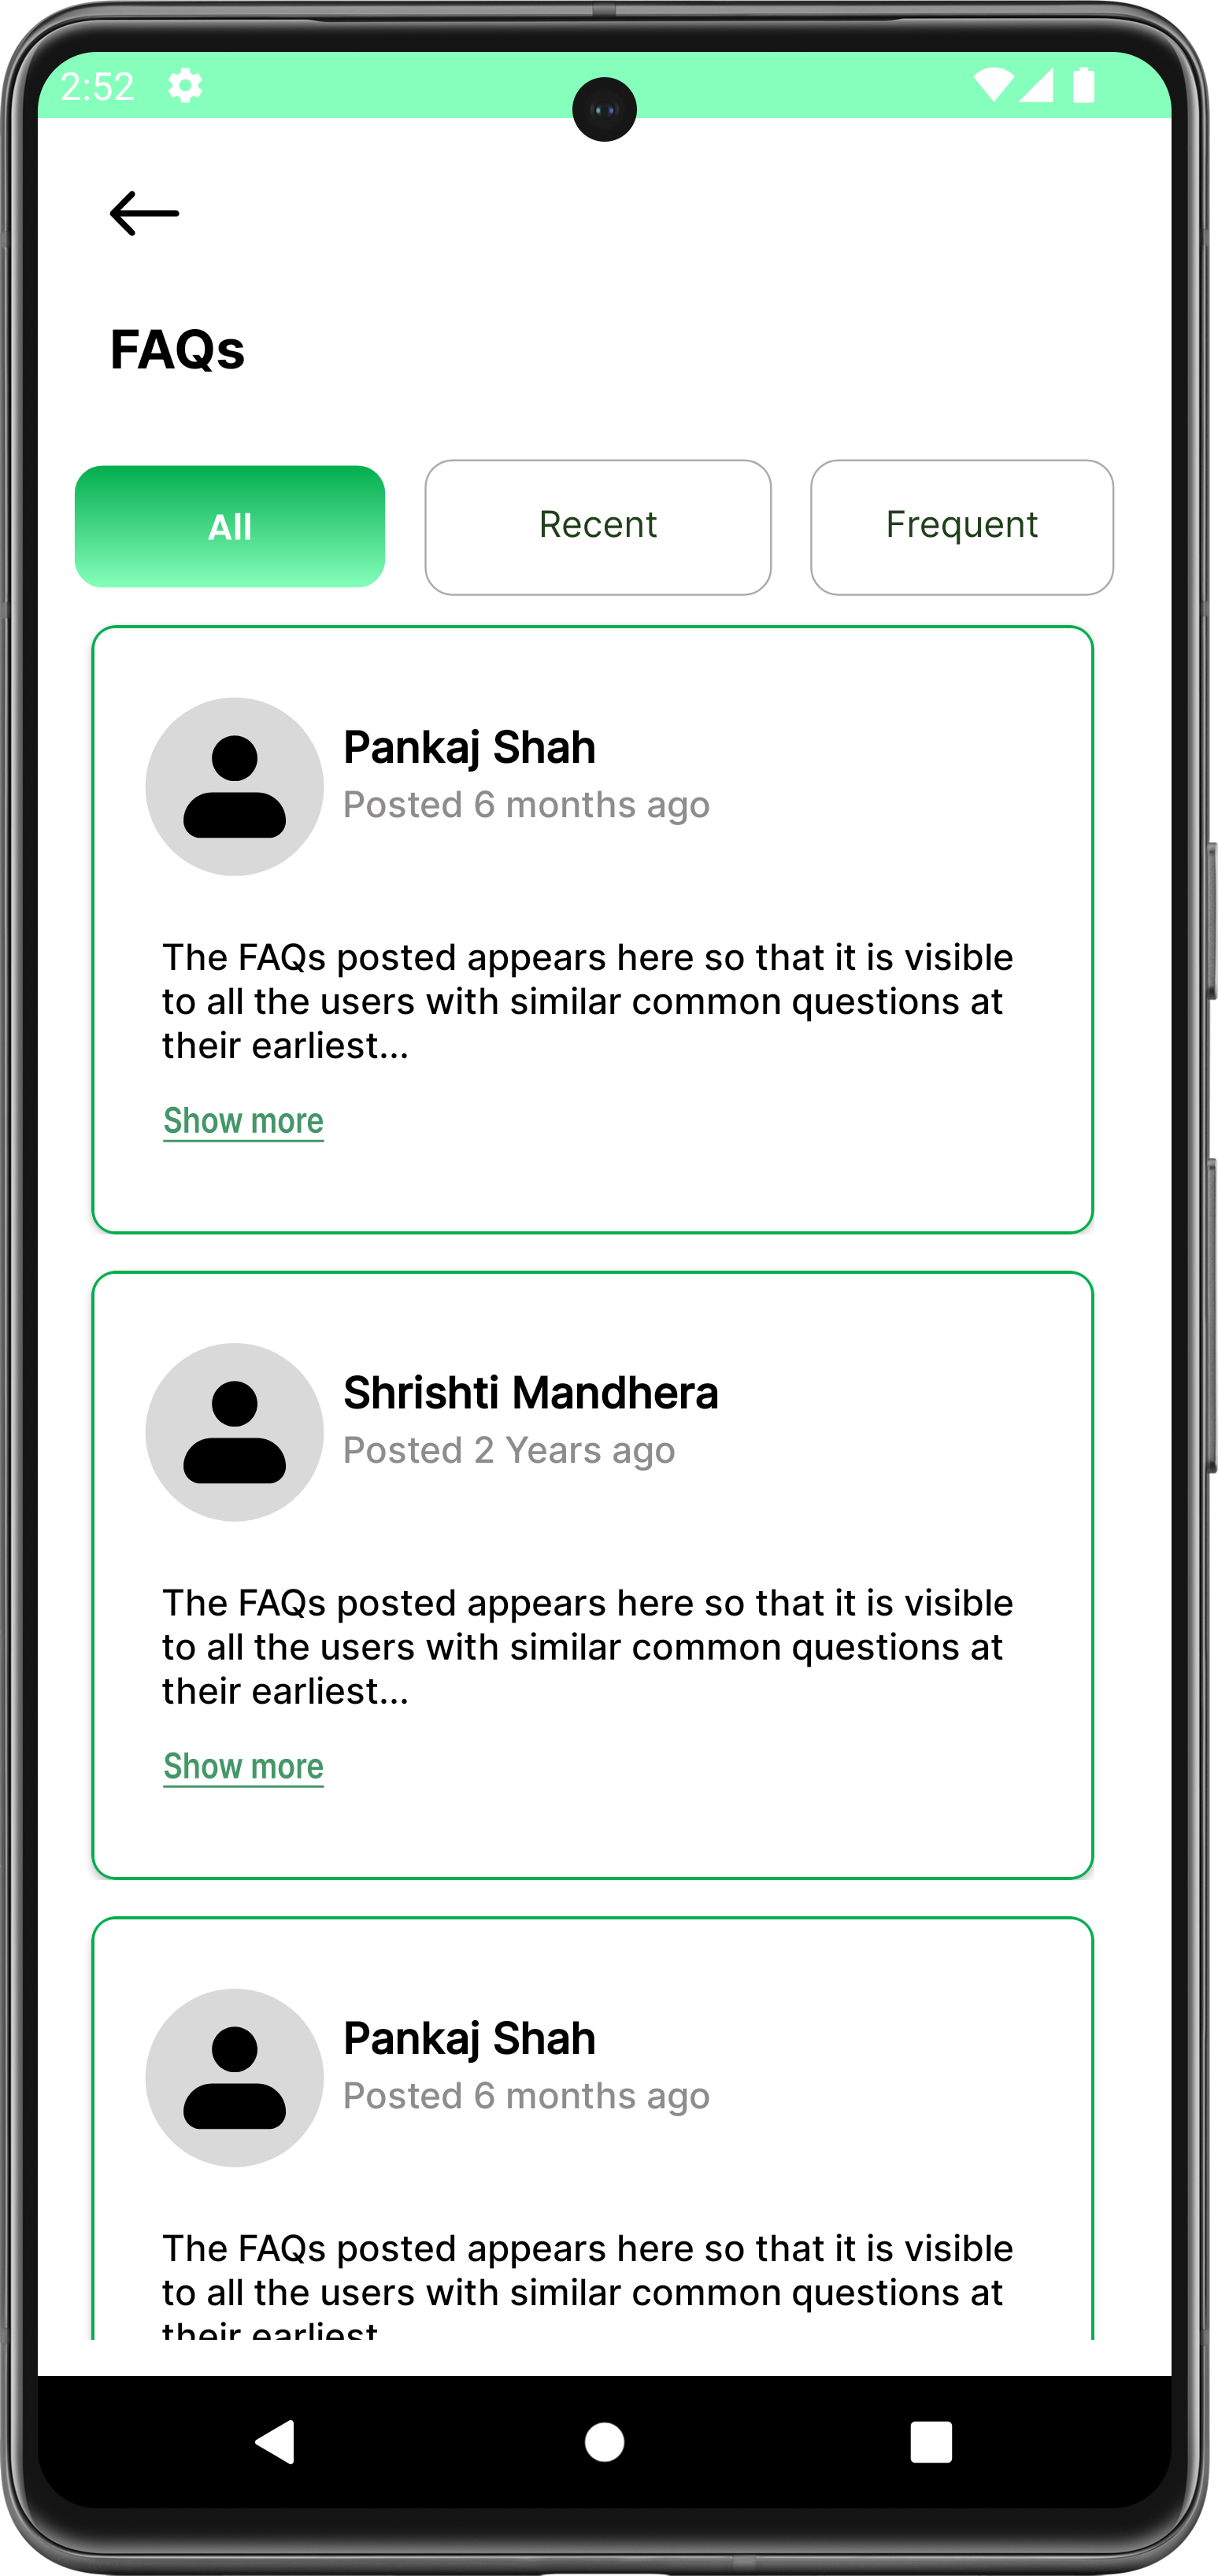 2:52
FAQs
All
Recent
Frequent
Pankaj Shah
Posted 6 months ago
The FAQs posted appears here so that it is visible
to all the users with similar common questions at
their earliest...
Show more
Shrishti Mandhera
Posted 2 Years ago
The FAQs posted appears here so that it is visible
to all the users with similar common questions at
their earliest...
Show more
Pankaj Shah
Posted 6 months ago
The FAQs posted appears here so that it is visible
to all the users with similar common questions at
their earliest